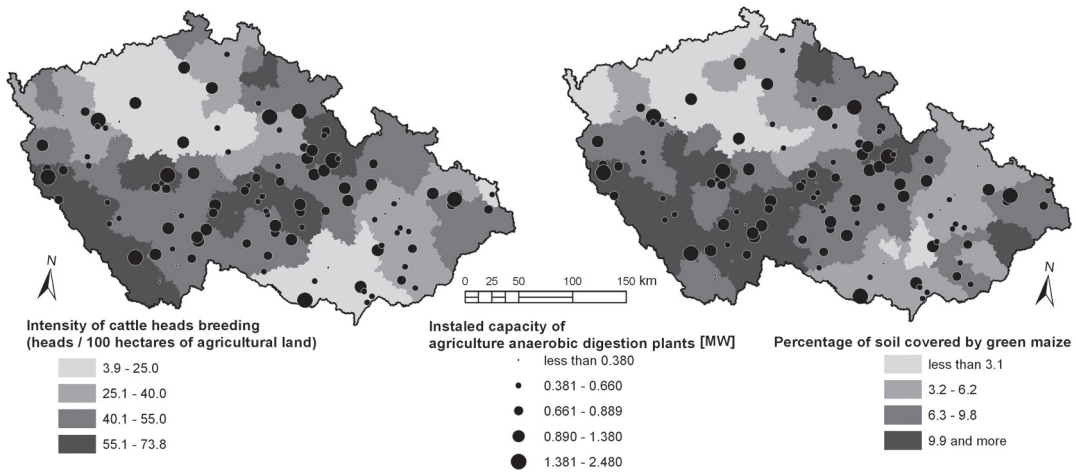 N
0 25 50 100 150 km
N
Intensity of cattle heads breeding
(heads / 100 hectares of agricultural land)
3.9 - 25.0
25.1 - 40.0
40.1 - 55.0
55.1 - 73.8
Instaled capacity of
agriculture anaerobic digestion plants [MW]
less than 0.380
0.381 - 0.660
0.661 - 0.889
0.890 - 1.380
1.381 - 2.480
Percentage of soil covered by green maize
less than 3.1
3.2 - 6.2
6.3 - 9.8
9.9 and more